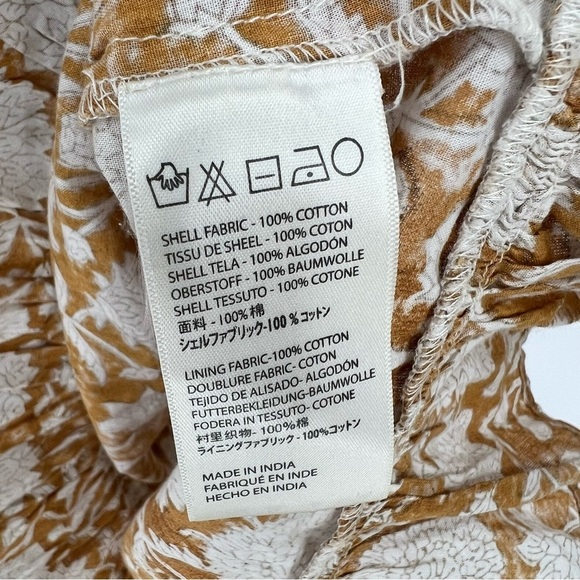 SHELL FABRIC - 100% COTTON
TISSU DE SHEEL - 100% COTON
SHELL TELA - 100% ALGODÓN
OBERSTOFF - 100% BAUMWOLLE
SHELL TESSUTO - 100% COTONE
面料 - 100% 棉
シェルファブリック-100%コットン
LINING FABRIC-100% COTTON
DOUBLURE FABRIC- COTON
TEJIDO DE ALISADO- ALGODÓN
FUTTERBEKLEIDUNG-BAUMWOLLE
FODERA IN TESSUTO - COTONE
衬里织物- 100%棉
ライニングファブリック - 100%コットン
MADE IN INDIA
FABRIQUÉ EN INDE
HECHO EN INDIA